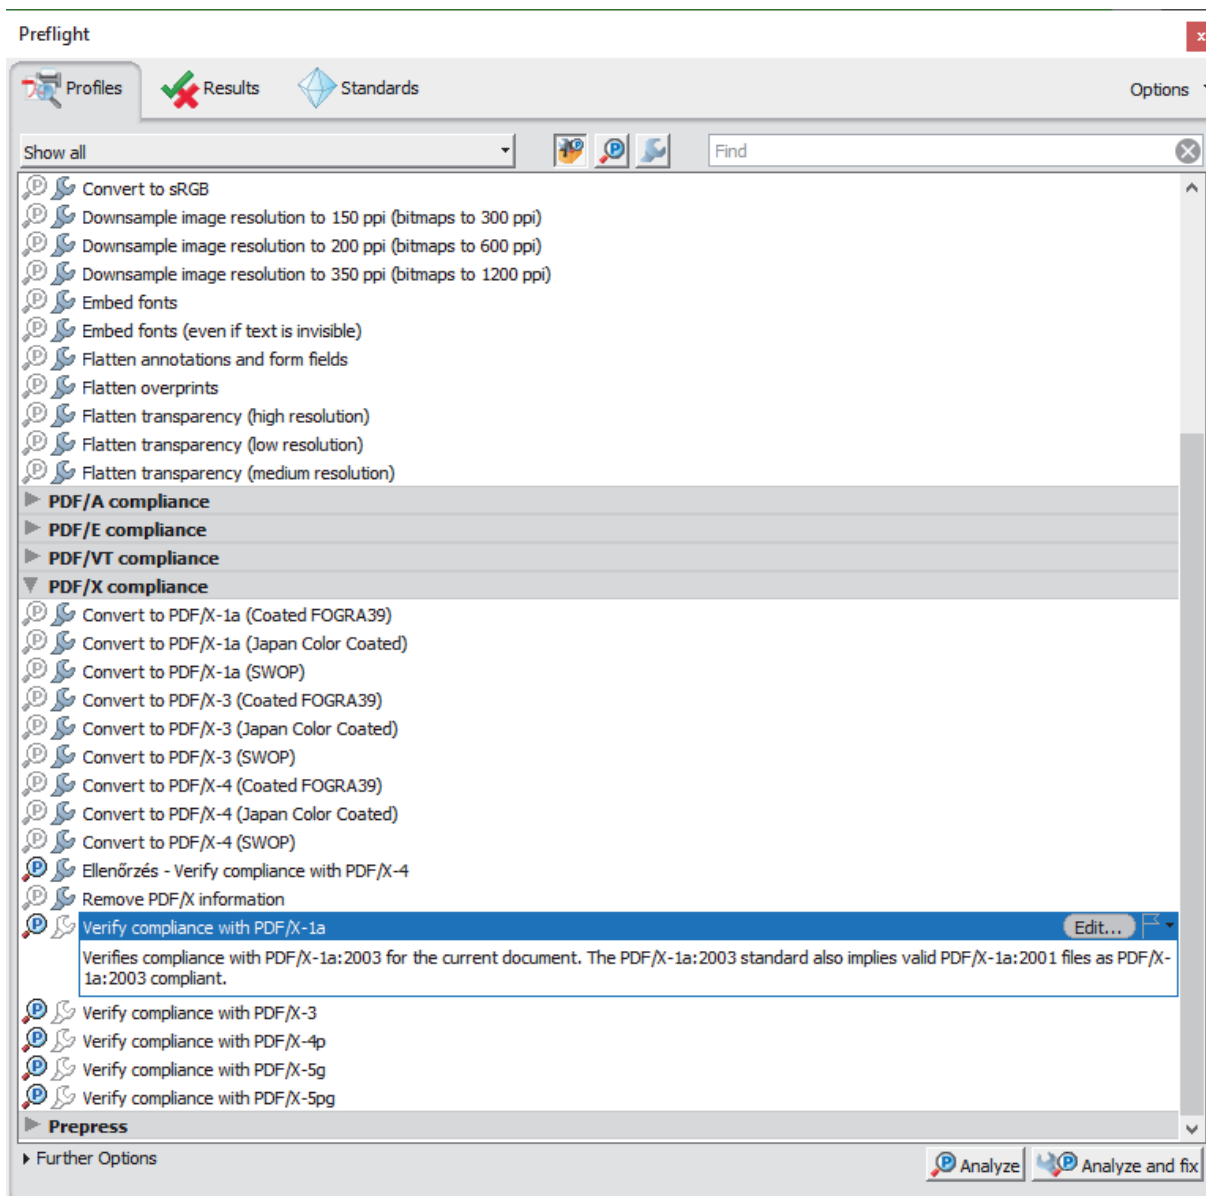 Preflight
x
Profiles
Results
Standards
Options
Show all
Find
Convert to sRGB
Downsample image resolution to 150 ppi (bitmaps to 300 ppi)
Downsample image resolution to 200 ppi (bitmaps to 600 ppi)
Downsample image resolution to 350 ppi (bitmaps to 1200 ppi)
Embed fonts
Embed fonts (even if text is invisible)
Flatten annotations and form fields
Flatten overprints
Flatten transparency (high resolution)
Flatten transparency (low resolution)
Flatten transparency (medium resolution)
PDF/A compliance
PDF/E compliance
PDF/VT compliance
PDF/X compliance
Convert to PDF/X-1a (Coated FOGRA39)
Convert to PDF/X-1a (Japan Color Coated)
Convert to PDF/X-1a (SWOP)
Convert to PDF/X-3 (Coated FOGRA39)
Convert to PDF/X-3 (Japan Color Coated)
Convert to PDF/X-3 (SWOP)
Convert to PDF/X-4 (Coated FOGRA39)
Convert to PDF/X-4 (Japan Color Coated)
Convert to PDF/X-4 (SWOP)
Ellenőrzés - Verify compliance with PDF/X-4
Remove PDF/X information
Verify compliance with PDF/X-1a Edit...
Verifies compliance with PDF/X-1a:2003 for the current document. The PDF/X-1a:2003 standard also implies valid PDF/X-1a:2001 files as PDF/X-
1a:2003 compliant.
Verify compliance with PDF/X-3
Verify compliance with PDF/X-4p
Verify compliance with PDF/X-5g
Verify compliance with PDF/X-5pg
Prepress
Further Options
Analyze
Analyze and fix